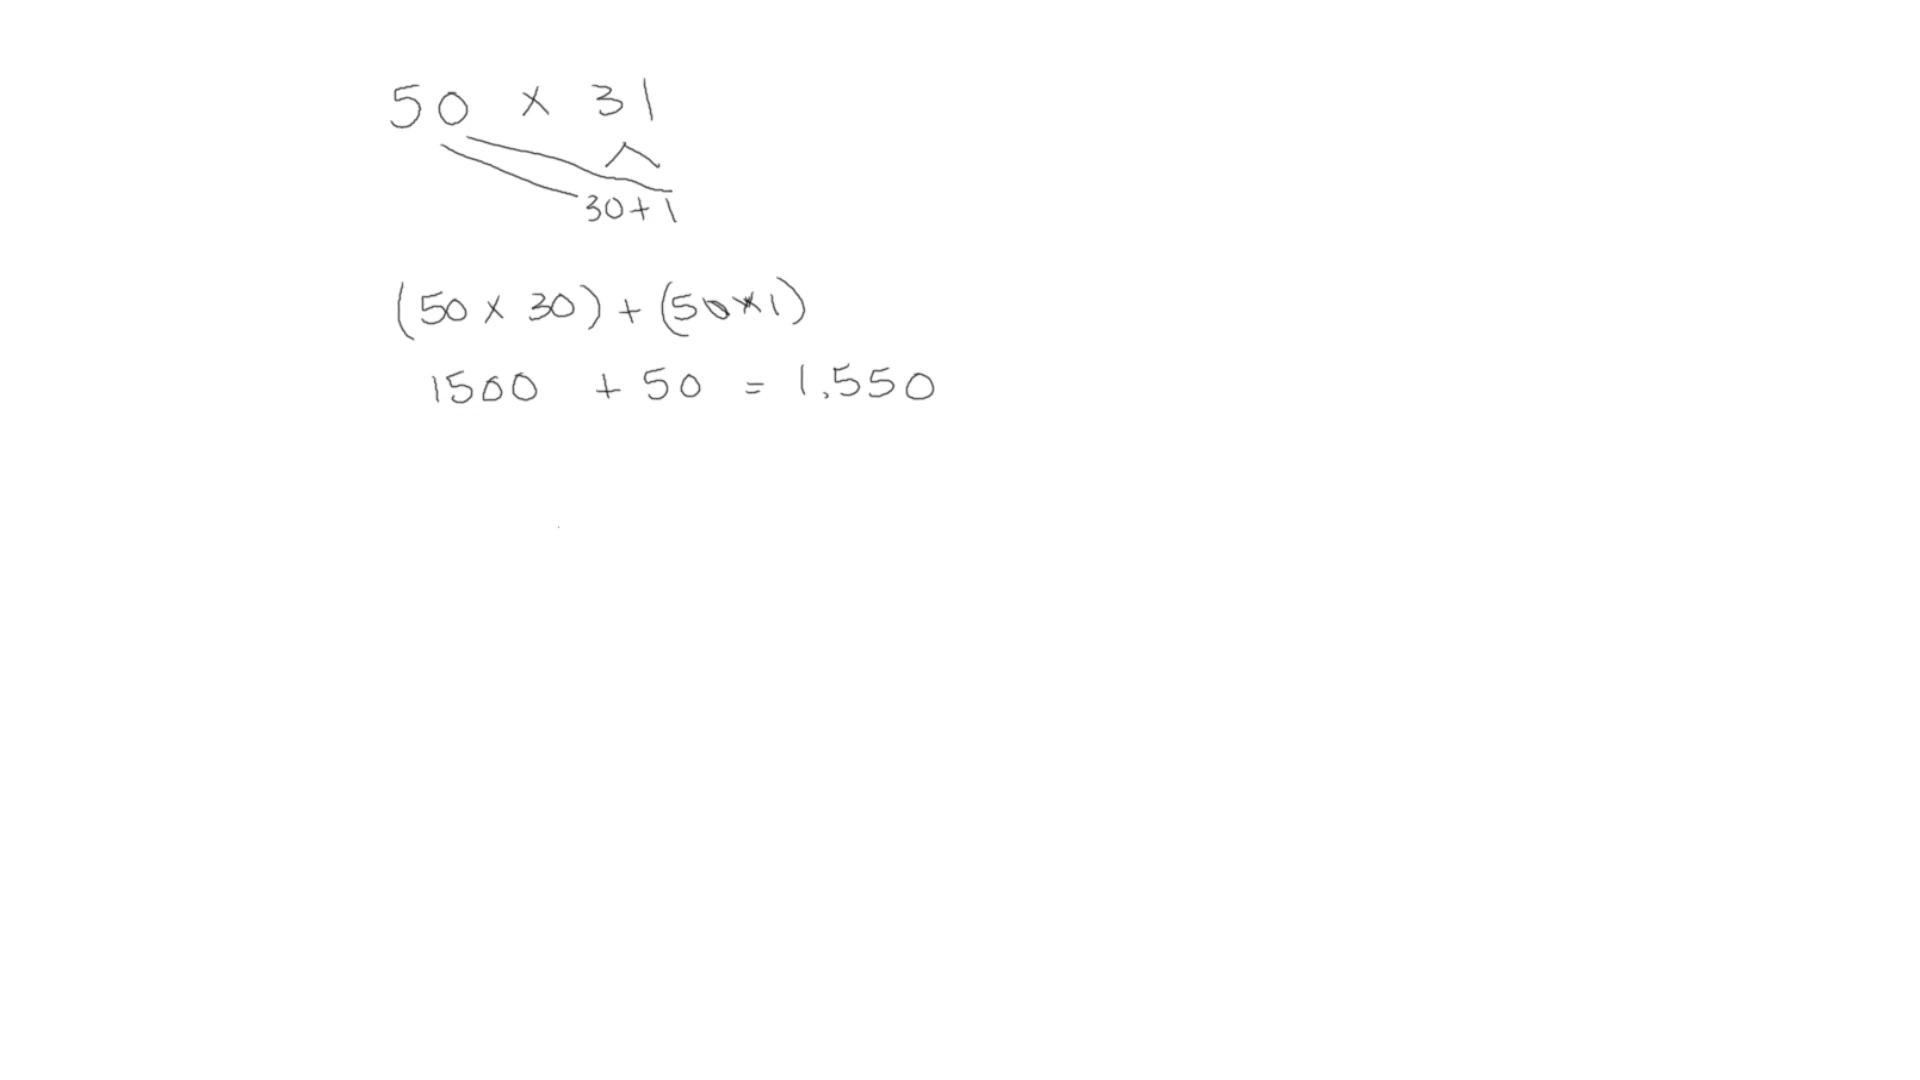 50 x 31
30+1
(50 x 30) + (50x1)
1500 + 50 = 1,550